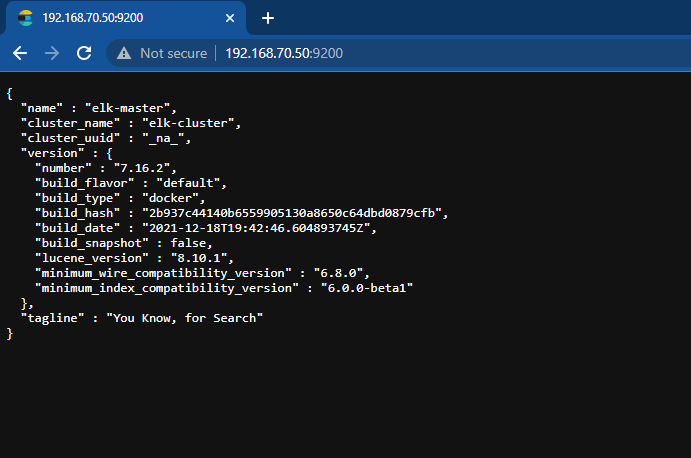 192.168.70.50:9200
Not secure 192.168.70.50:9200
{
  "name" : "elk-master",
  "cluster_name" : "elk-cluster",
  "cluster_uuid" : "_na_",
  "version" : {
    "number" : "7.16.2",
    "build_flavor" : "default",
    "build_type" : "docker",
    "build_hash" : "2b937c44140b6559905130a8650c64dbd0879cfb",
    "build_date" : "2021-12-18T19:42:46.604893745Z",
    "build_snapshot" : false,
    "lucene_version" : "8.10.1",
    "minimum_wire_compatibility_version" : "6.8.0",
    "minimum_index_compatibility_version" : "6.0.0-beta1"
  },
  "tagline" : "You Know, for Search"
}